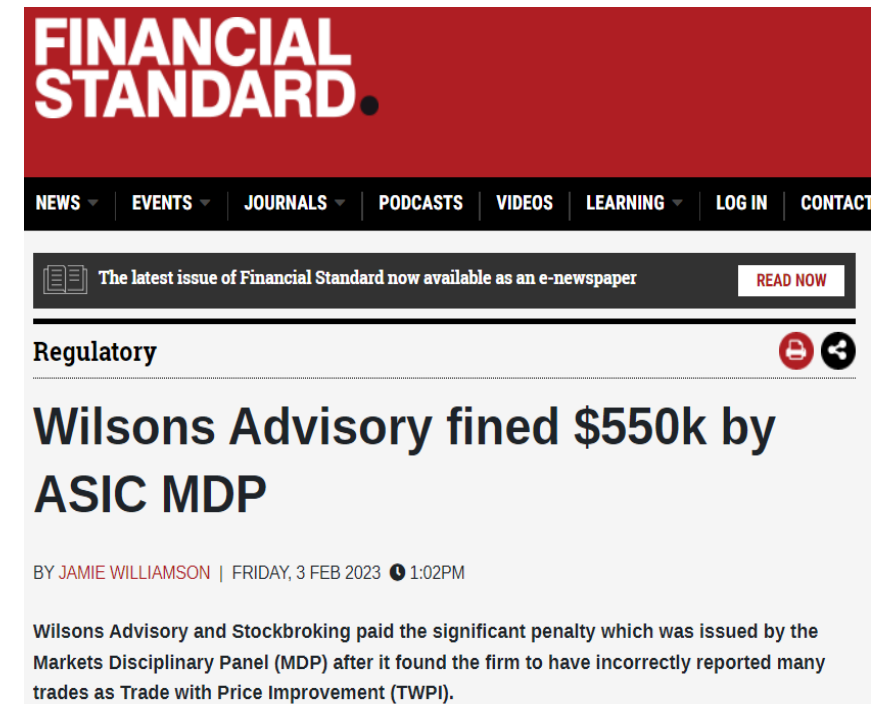 FINANCIAL
STANDARD.
NEWS EVENTS JOURNALS PODCASTS VIDEOS LEARNING LOG IN CONTACT
The latest issue of Financial Standard now available as an e-newspaper READ NOW
Regulatory
Wilsons Advisory fined $550k by
ASIC MDP
BY JAMIE WILLIAMSON | FRIDAY, 3 FEB 2023 1:02PM
Wilsons Advisory and Stockbroking paid the significant penalty which was issued by the
Markets Disciplinary Panel (MDP) after it found the firm to have incorrectly reported many
trades as Trade with Price Improvement (TWPI).